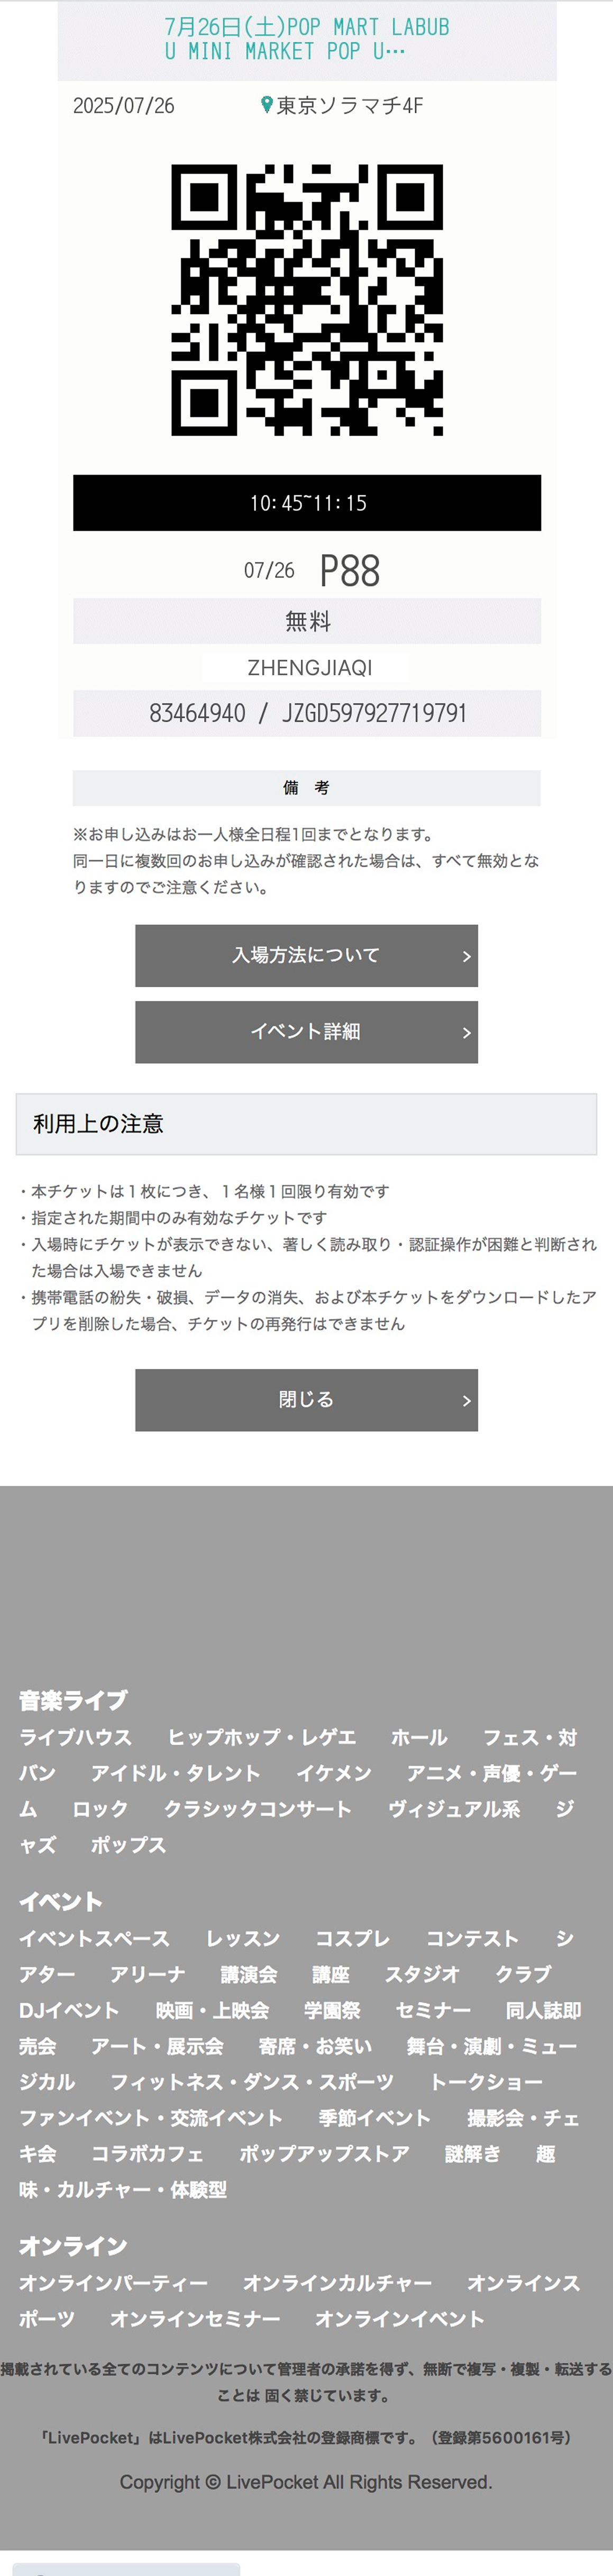 7月26日(土)POP MART LABUB
U MINI MARKET POP U…
2025/07/26 東京ソラマチ4F
10:45~11:15
07/26 P88
無料
ZHENGJIAQI
83464940 / JZGD597927719791
備 考
※お申し込みはお一人様全日程1回までとなります。
同一日に複数回のお申し込みが確認された場合は、すべて無効とな
りますのでご注意ください。
入場方法について
イベント詳細
利用上の注意
・本チケットは１枚につき、１名様１回限り有効です
・指定された期間中のみ有効なチケットです
・入場時にチケットが表示できない、著しく読み取り・認証操作が困難と判断され
た場合は入場できません
・携帯電話の紛失・破損、データの消失、および本チケットをダウンロードしたア
プリを削除した場合、チケットの再発行はできません
閉じる
音楽ライブ
ライブハウス ヒップホップ・レゲエ ホール フェス・対
バン アイドル・タレント イケメン アニメ・声優・ゲー
ム ロック クラシックコンサート ヴィジュアル系 ジ
ャズ ポップス
イベント
イベントスペース レッスン コスプレ コンテスト シ
アター アリーナ 講演会 講座 スタジオ クラブ
DJイベント 映画・上映会 学園祭 セミナー 同人誌即
売会 アート・展示会 寄席・お笑い 舞台・演劇・ミュー
ジカル フィットネス・ダンス・スポーツ トークショー
ファンイベント・交流イベント 季節イベント 撮影会・チェ
キ会 コラボカフェ ポップアップストア 謎解き 趣
味・カルチャー・体験型
オンライン
オンラインパーティー オンラインカルチャー オンラインス
ポーツ オンラインセミナー オンラインイベント
掲載されている全てのコンテンツについて管理者の承諾を得ず、無断で複写・複製・転送する
ことは 固く禁じています。
「LivePocket」はLivePocket株式会社の登録商標です。（登録第5600161号）
Copyright © LivePocket All Rights Reserved.